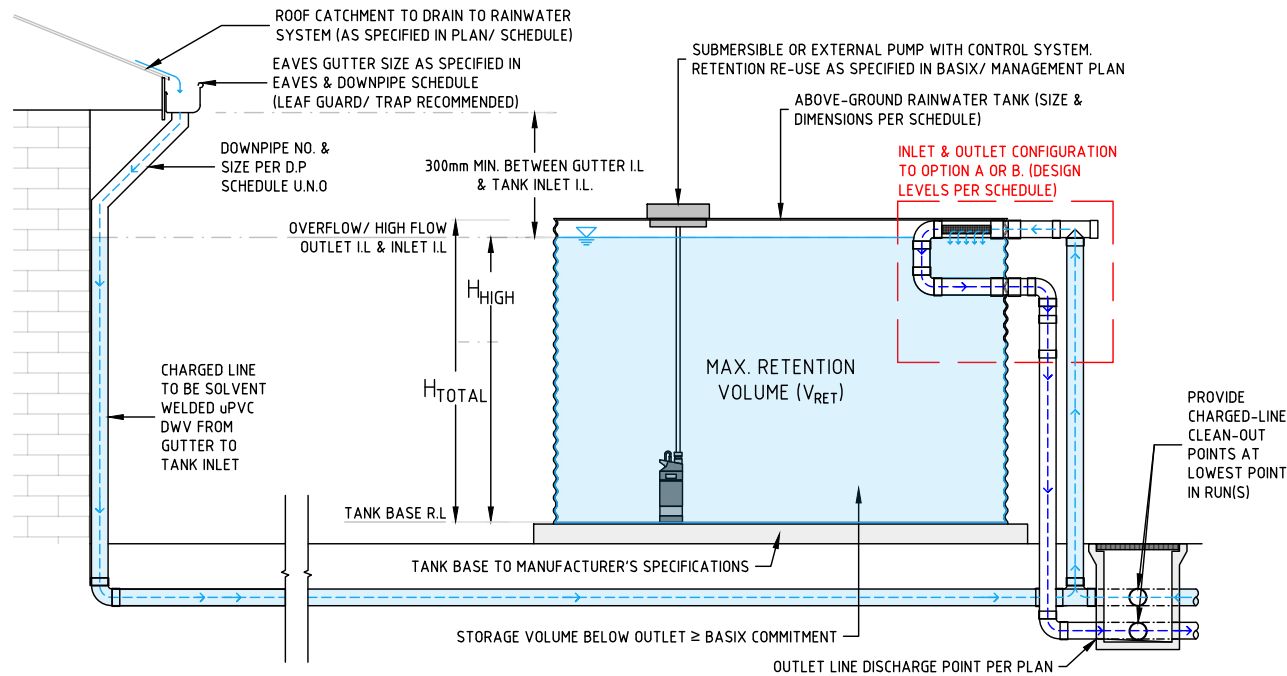 ROOF CATCHMENT TO DRAIN TO RAINWATER
SYSTEM (AS SPECIFIED IN PLAN/ SCHEDULE)
EAVES GUTTER SIZE AS SPECIFIED IN
EAVES & DOWNPIPE SCHEDULE
(LEAF GUARD/ TRAP RECOMMENDED)
DOWNPIPE NO. &
SIZE PER D.P
SCHEDULE U.N.O
SUBMERSIBLE OR EXTERNAL PUMP WITH CONTROL SYSTEM.
RETENTION RE-USE AS SPECIFIED IN BASIX/ MANAGEMENT PLAN
ABOVE-GROUND RAINWATER TANK (SIZE &
DIMENSIONS PER SCHEDULE)
300mm MIN. BETWEEN GUTTER I.L
& TANK INLET I.L.
INLET & OUTLET CONFIGURATION
TO OPTION A OR B. (DESIGN
LEVELS PER SCHEDULE)
OVERFLOW/ HIGH FLOW
OUTLET I.L & INLET I.L
HHIGH
HTOTAL
MAX. RETENTION
VOLUME (VRET)
CHARGED LINE
TO BE SOLVENT
WELDED uPVC
DWV FROM
GUTTER TO
TANK INLET
PROVIDE
CHARGED-LINE
CLEAN-OUT
POINTS AT
LOWEST POINT
IN RUN(S)
TANK BASE R.L
TANK BASE TO MANUFACTURER'S SPECIFICATIONS
STORAGE VOLUME BELOW OUTLET ≥ BASIX COMMITMENT
OUTLET LINE DISCHARGE POINT PER PLAN